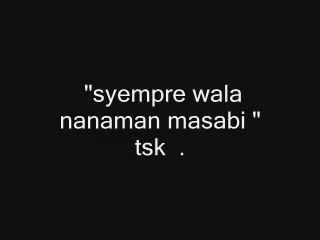 "syempre wala
nanaman masabi "
tsk  .